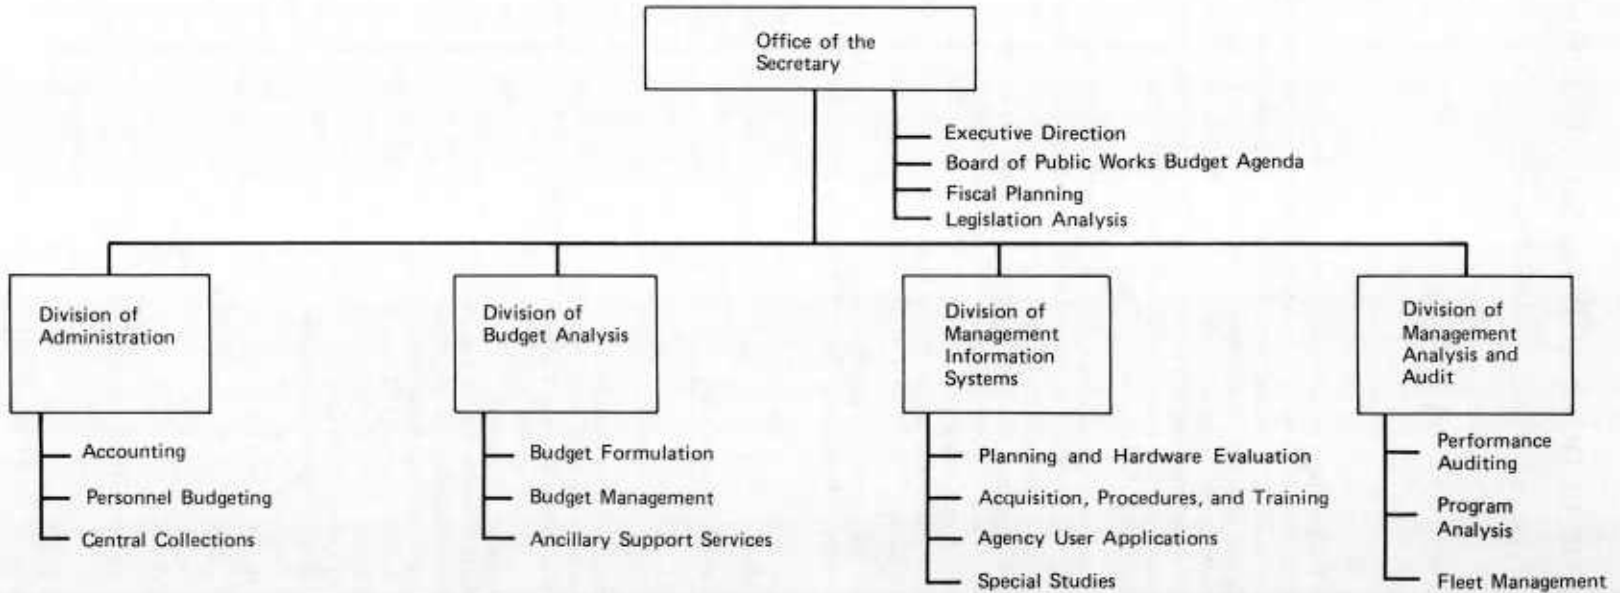 Office of the
Secretary
Executive Direction
Board of Public Works Budget Agenda
Fiscal Planning
Legislation Analysis
Division of
Administration
Accounting
Personnel Budgeting
Central Collections
Division of
Budget Analysis
Budget Formulation
Budget Management
Ancillary Support Services
Division of
Management
Information
Systems
Planning and Hardware Evaluation
Acquisition, Procedures, and Training
Agency User Applications
Special Studies
Division of
Management
Analysis and
Audit
Performance
Auditing
Program
Analysis
Fleet Management